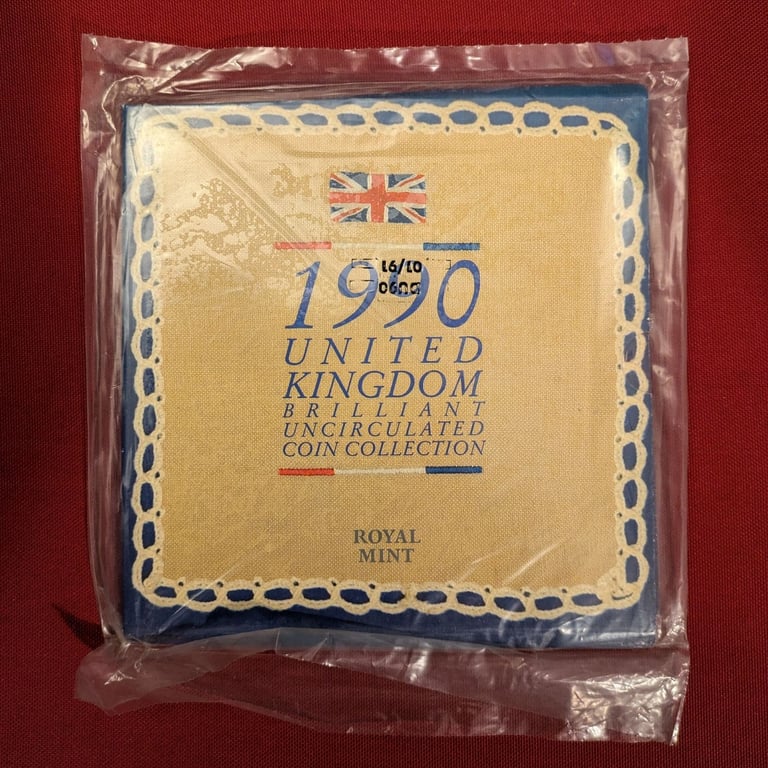 1990
UNITED
KINGDOM
BRILLIANT
UNCIRCULATED
COIN COLLECTION
ROYAL
MINT